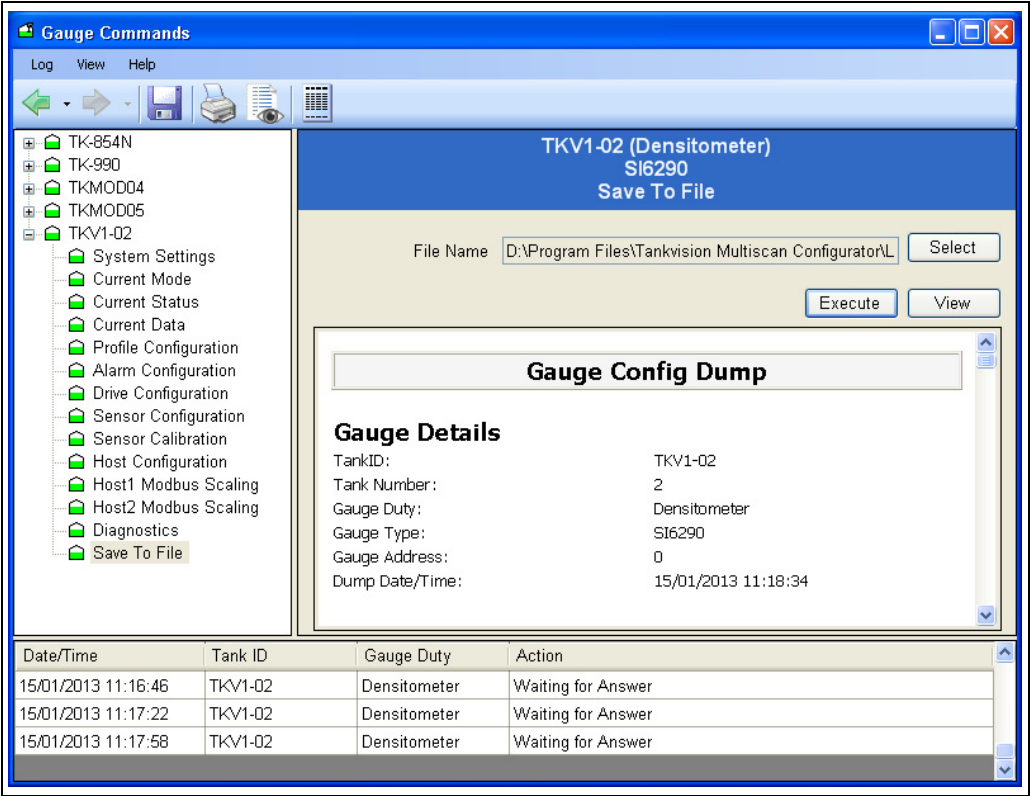 Gauge Commands
Log View Help
TK-854N
TK-990
TKMOD04
TKMOD05
TKV1-02
System Settings
Current Mode
Current Status
Current Data
Profile Configuration
Alarm Configuration
Drive Configuration
Sensor Configuration
Sensor Calibration
Host Configuration
Host1 Modbus Scaling
Host2 Modbus Scaling
Diagnostics
Save To File
TKV1-02 (Densitometer)
SI6290
Save To File
File Name D:\Program Files\Tankvision Multiscan Configurator\L Select
Execute View
Gauge Config Dump
Gauge Details
TankID: TKV1-02
Tank Number: 2
Gauge Duty: Densitometer
Gauge Type: SI6290
Gauge Address: 0
Dump Date/Time: 15/01/2013 11:18:34
Date/Time Tank ID Gauge Duty Action
15/01/2013 11:16:46 TKV1-02 Densitometer Waiting for Answer
15/01/2013 11:17:22 TKV1-02 Densitometer Waiting for Answer
15/01/2013 11:17:58 TKV1-02 Densitometer Waiting for Answer